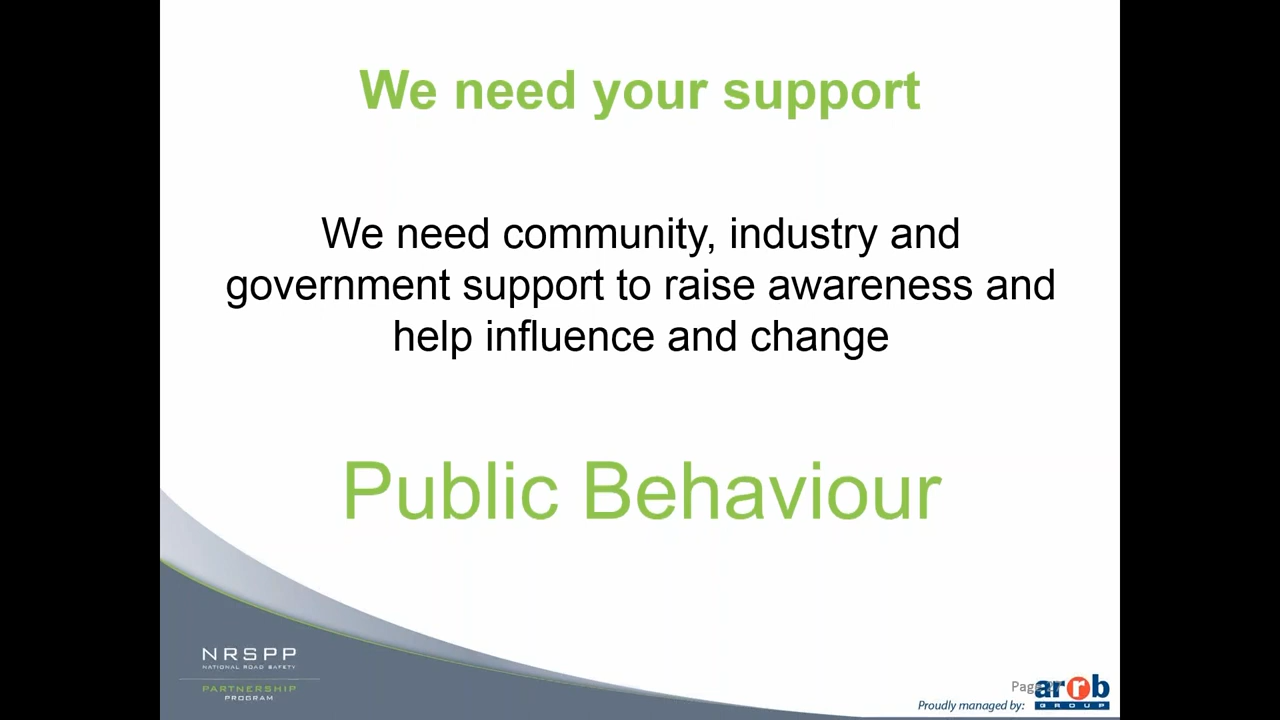 We need your support
We need community, industry and
government support to raise awareness and
help influence and change
Public Behaviour
NRSPP
NATIONAL ROAD SAFETY
PARTNERSHIP
PROGRAM
Page
arrb
GROUP
Proudly managed by: